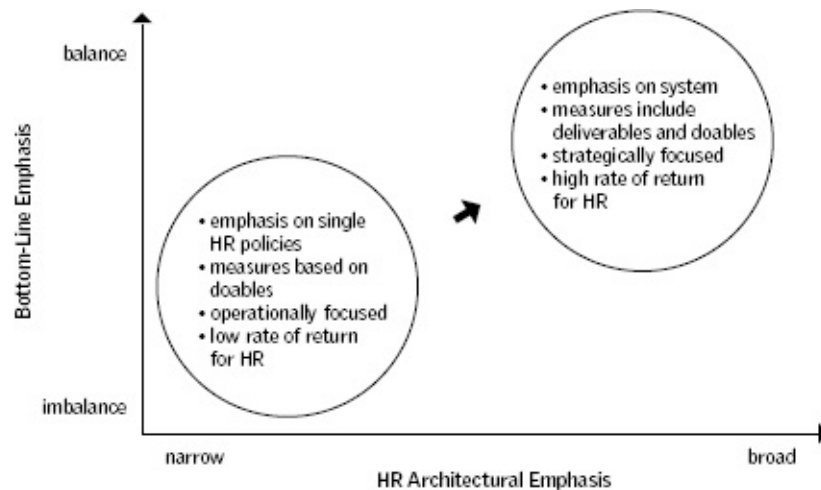 balance
Bottom-Line Emphasis
• emphasis on system
• measures include
deliverables and doables
• strategically focused
• high rate of return
for HR
• emphasis on single
HR policies
• measures based on
doables
• operationally focused
• low rate of return
for HR
imbalance
narrow
broad
HR Architectural Emphasis